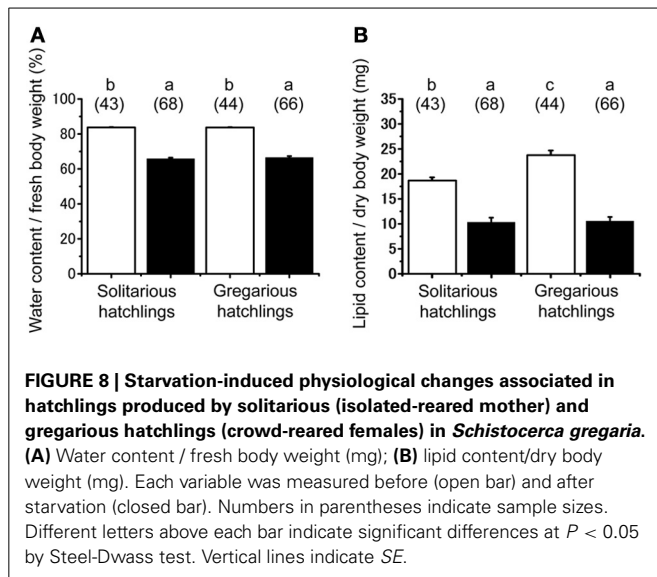 A
B
Water content / fresh body weight (%)
b a b a
(43) (68) (44) (66)
100
80
60
40
20
0
Solitarious Gregarious
hatchlings hatchlings
Lipid content / dry body weight (mg)
b a c a
(43) (68) (44) (66)
35
30
25
20
15
10
5
0
Solitarious Gregarious
hatchlings hatchlings
FIGURE 8 | Starvation-induced physiological changes associated in
hatchlings produced by solitarious (isolated-reared mother) and
gregarious hatchlings (crowd-reared females) in Schistocerca gregaria.
(A) Water content / fresh body weight (mg); (B) lipid content/dry body
weight (mg). Each variable was measured before (open bar) and after
starvation (closed bar). Numbers in parentheses indicate sample sizes.
Different letters above each bar indicate significant differences at P < 0.05
by Steel-Dwass test. Vertical lines indicate SE.